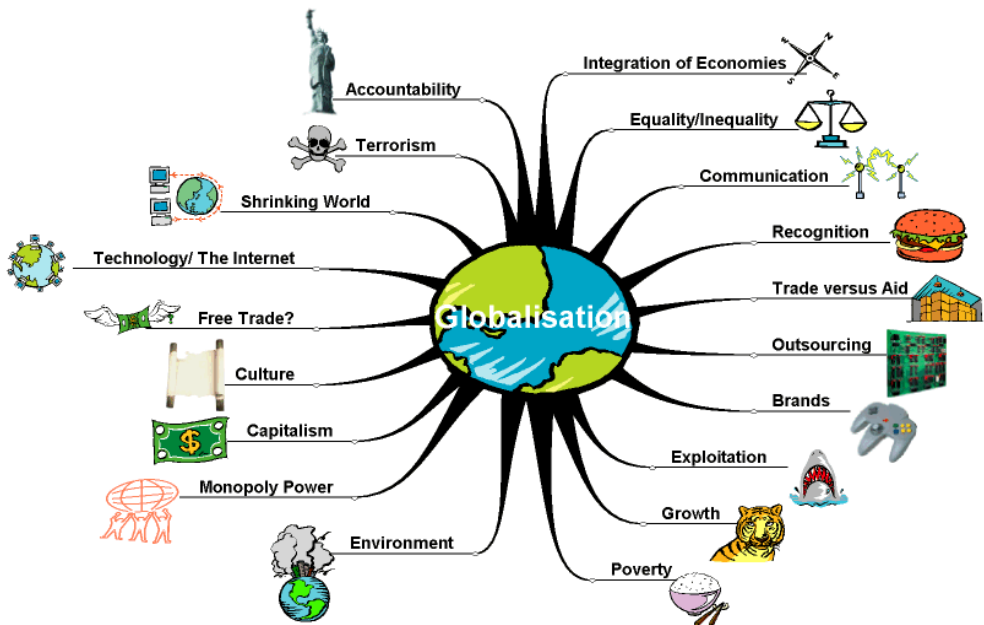 Globalisation
Integration of Economies
Equality/Inequality
Communication
Recognition
Trade versus Aid
Outsourcing
Brands
Exploitation
Growth
Poverty
Environment
Monopoly Power
Capitalism
Culture
Free Trade?
Technology/ The Internet
Shrinking World
Terrorism
Accountability
N
E
S
W
$